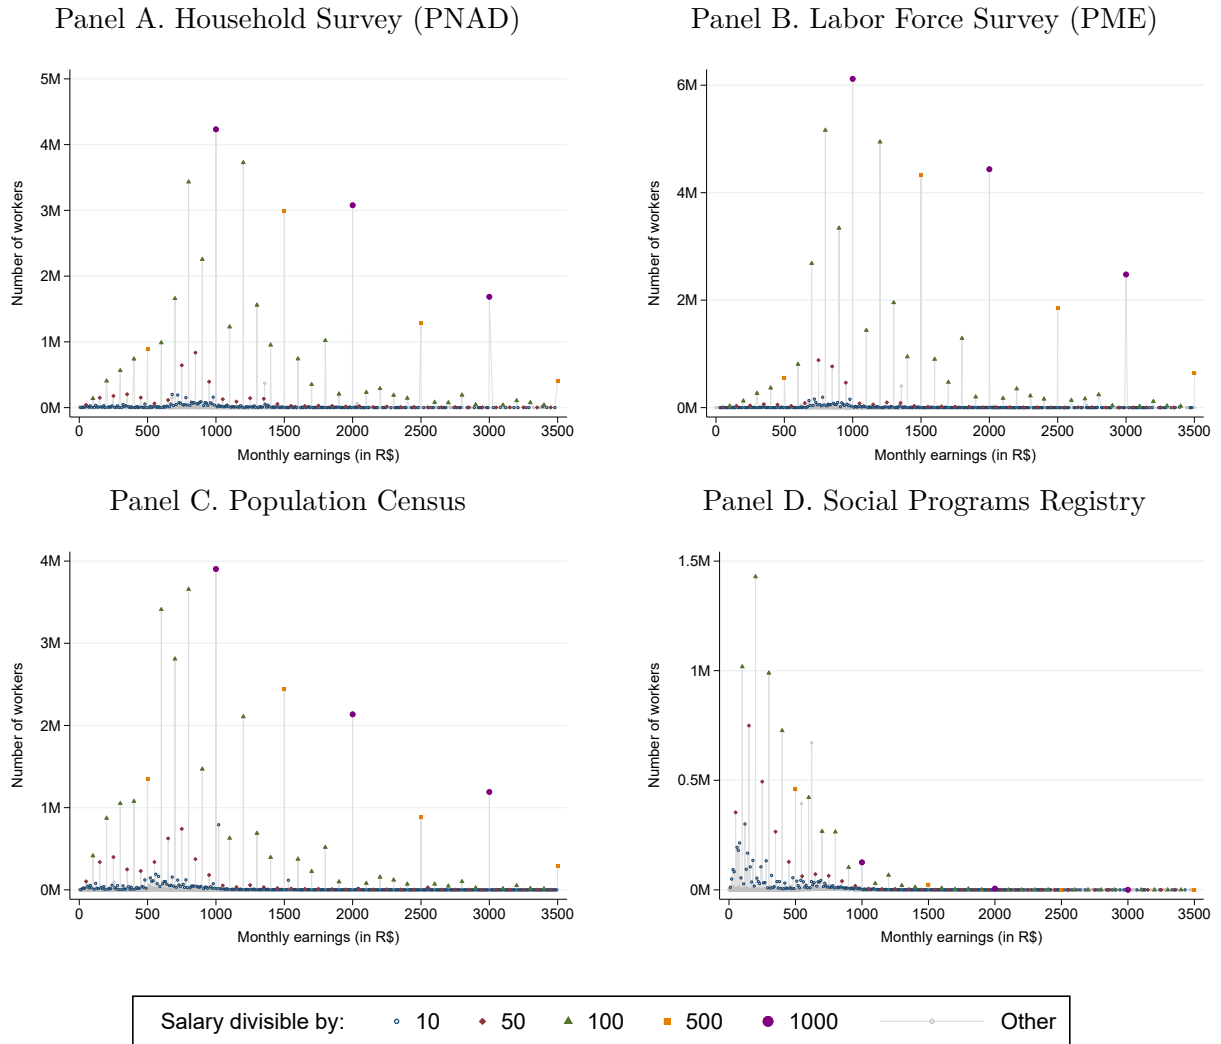 Panel A. Household Survey (PNAD)
5M
4M
3M
2M
1M
0M
Number of workers
0 500 1000 1500 2000 2500 3000 3500
Monthly earnings (in R$)
Panel B. Labor Force Survey (PME)
6M
4M
2M
0M
Number of workers
0 500 1000 1500 2000 2500 3000 3500
Monthly earnings (in R$)
Panel C. Population Census
4M
3M
2M
1M
0M
Number of workers
0 500 1000 1500 2000 2500 3000 3500
Monthly earnings (in R$)
Panel D. Social Programs Registry
1.5M
1M
0.5M
0M
Number of workers
0 500 1000 1500 2000 2500 3000 3500
Monthly earnings (in R$)
Salary divisible by: 10 50 100 500 1000 Other